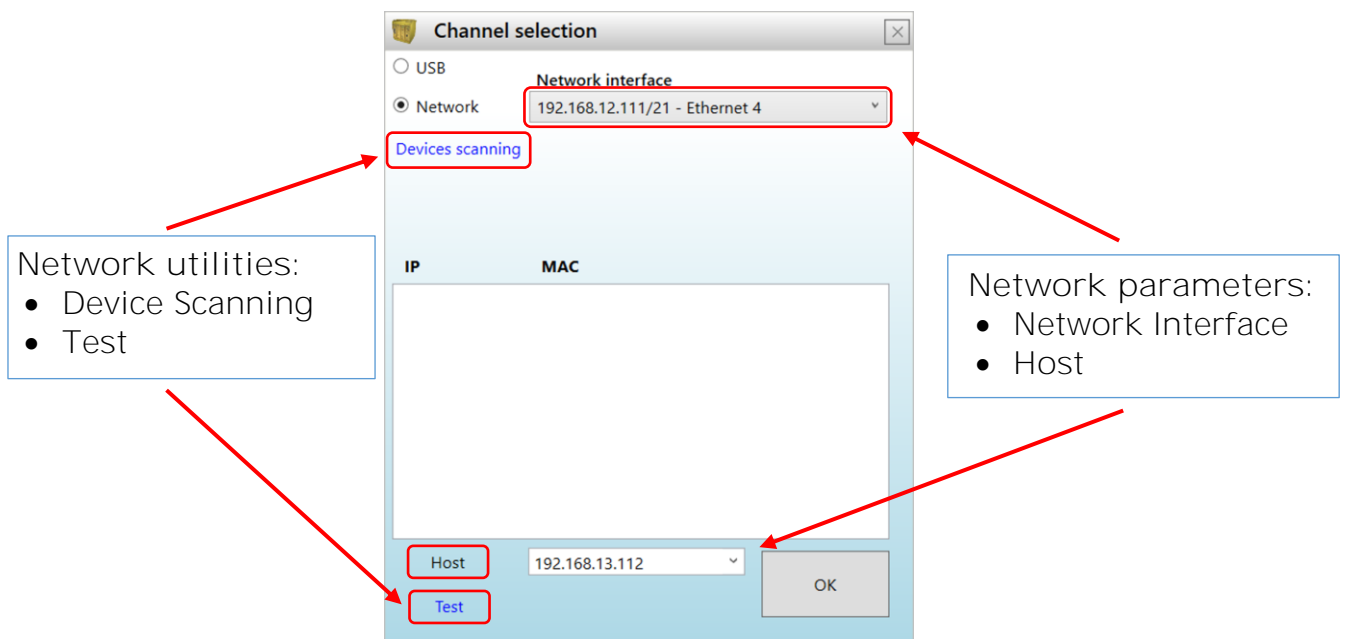 Channel selection
USB
Network interface
Network
192.168.12.111/21 - Ethernet 4
Devices scanning
Network utilities:
• Device Scanning
• Test
IP MAC
Network parameters:
• Network Interface
• Host
Host
192.168.13.112
OK
Test